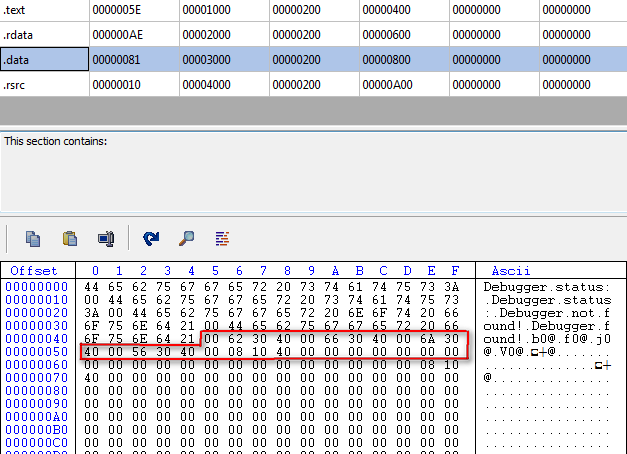 .text 0000005E 00001000 00000200 00000400 00000000 00000000
.rdata 000000AE 00002000 00000200 00000600 00000000 00000000
.data 00000081 00003000 00000200 00000800 00000000 00000000
.rsrc 00000010 00004000 00000200 00000A00 00000000 00000000
This section contains:
Offset 0 1 2 3 4 5 6 7 8 9 A B C D E F Ascii
00000000 44 65 62 75 67 67 65 72 20 73 74 61 74 75 73 3A Debugger.status:
00000010 00 44 65 62 75 67 67 65 72 20 73 74 61 74 75 73 .Debugger.status
00000020 3A 00 44 65 62 75 67 67 65 72 20 6E 6F 74 20 66 :.Debugger.not.f
00000030 6F 75 6E 64 21 00 44 65 62 75 67 67 65 72 20 66 ound!.Debugger.f
00000040 6F 75 6E 64 21 00 62 30 40 00 66 30 40 00 6A 30 ound!.b0@.f0@.j0
00000050 40 00 56 30 40 00 08 10 40 00 00 00 00 00 00 00 @.V0@.◘┼@.......
00000060 00 00 00 00 00 00 00 00 00 00 00 00 00 00 08 10 ..............◘┼
00000070 40 00 00 00 00 00 00 00 00 00 00 00 00 00 00 00 @...............
00000080 00 00 00 00 00 00 00 00 00 00 00 00 00 00 00 00 ................
00000090 00 00 00 00 00 00 00 00 00 00 00 00 00 00 00 00 ................
000000A0 00 00 00 00 00 00 00 00 00 00 00 00 00 00 00 00 ................
000000B0 00 00 00 00 00 00 00 00 00 00 00 00 00 00 00 00 ................
000000C0 00 00 00 00 00 00 00 00 00 00 00 00 00 00 00 00 ................